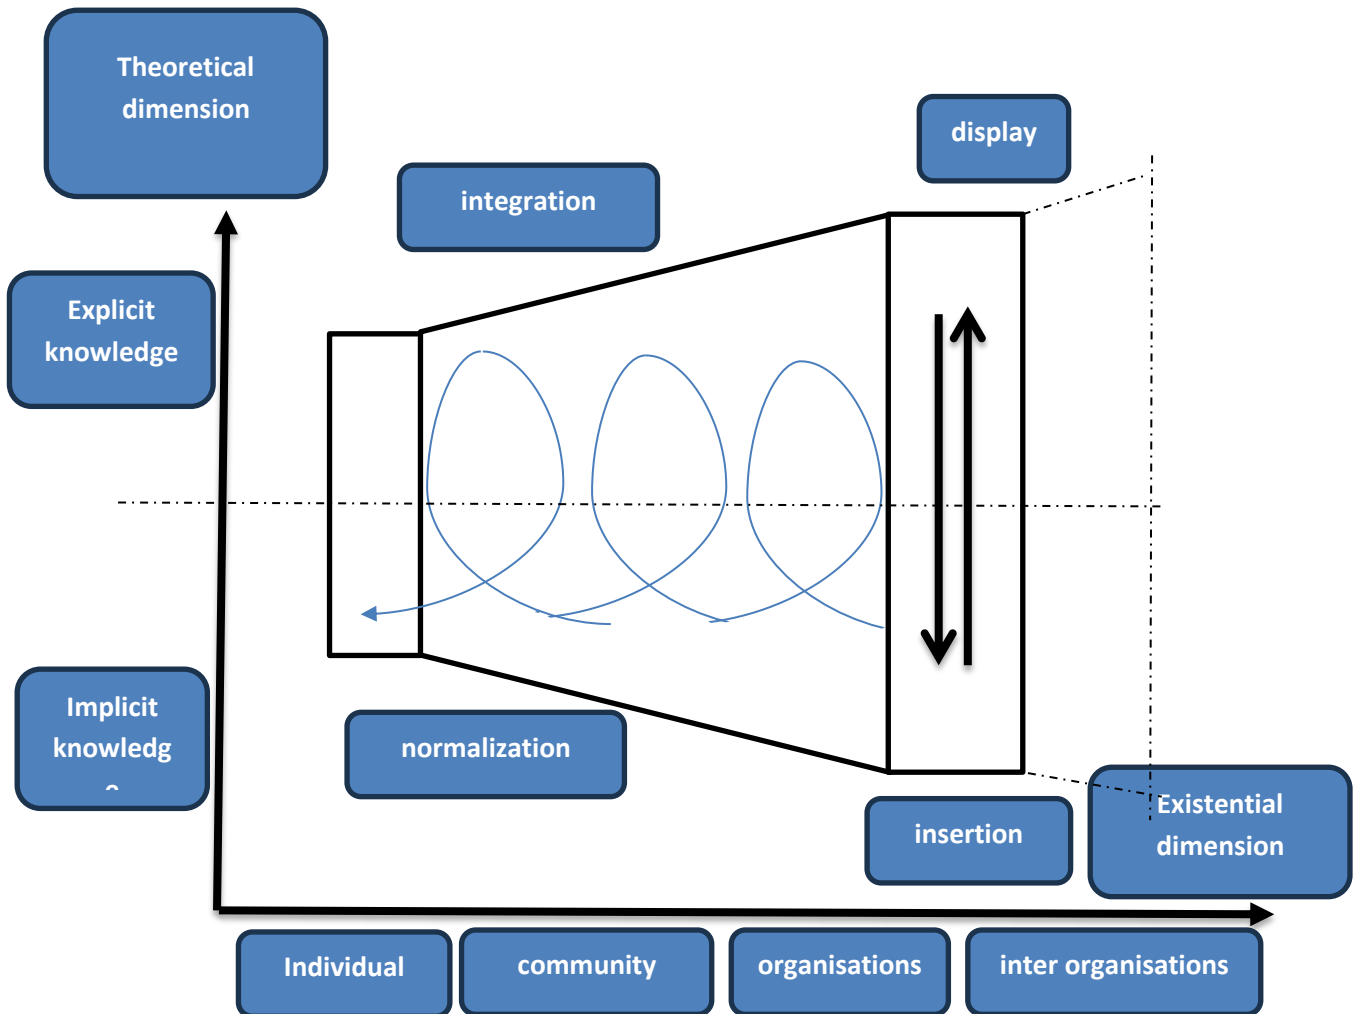 Theoretical
dimension
display
integration
Explicit
knowledge
Implicit
knowledg
normalization
insertion
Existential
dimension
Individual
community
organisations
inter organisations